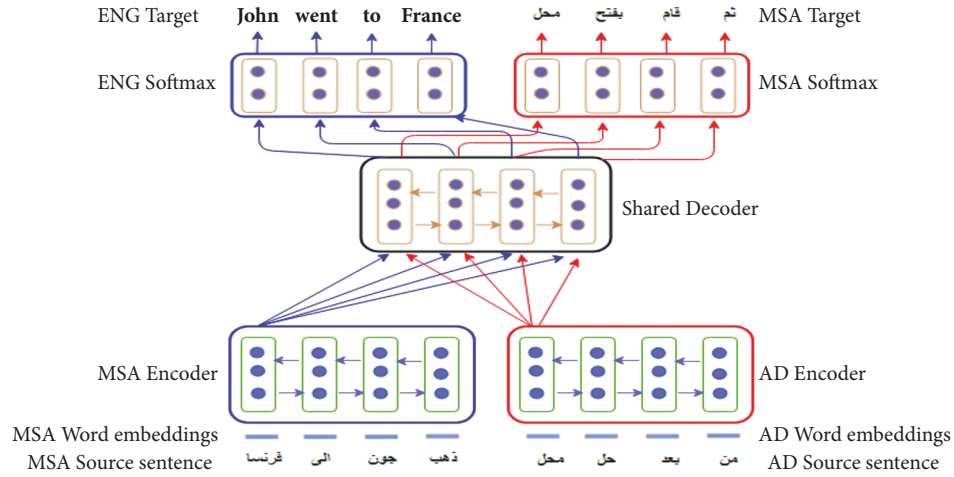 ENG Target
John went to France
ثم قام يفتح محل
MSA Target
ENG Softmax
MSA Softmax
Shared Decoder
MSA Encoder
AD Encoder
MSA Word embeddings
AD Word embeddings
MSA Source sentence
ذهب جون الى فرنسا
من بعد حل محل
AD Source sentence